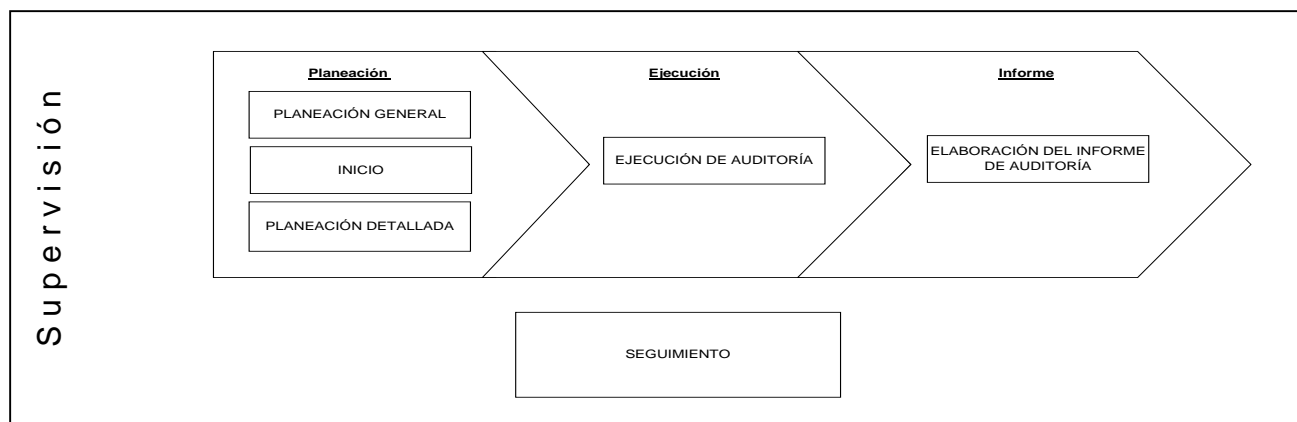 Supervisión
Planeación
PLANEACIÓN GENERAL
INICIO
PLANEACIÓN DETALLADA
Ejecución
EJECUCIÓN DE AUDITORÍA
Informe
ELABORACIÓN DEL INFORME
DE AUDITORÍA
SEGUIMIENTO